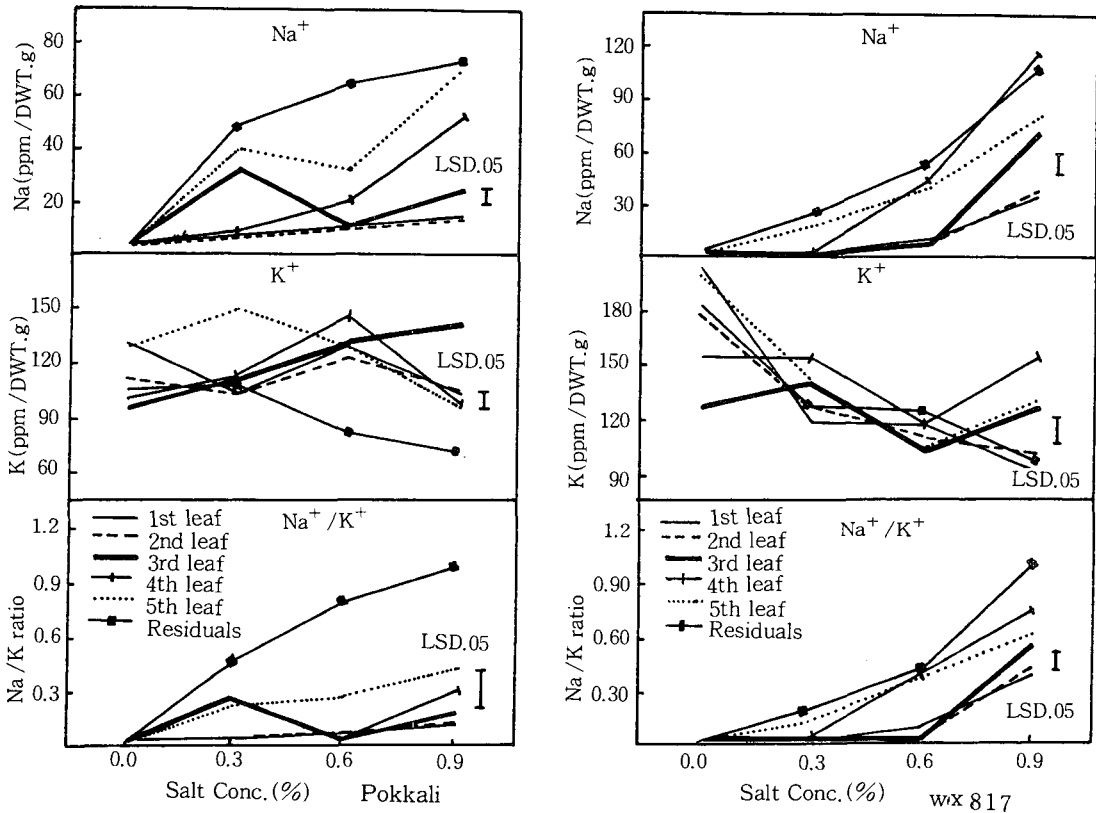 Na+
Na(ppm/DWT.g)
80
60
40
20
LSD.05
K+
K(ppm/DWT.g)
150
120
90
60
LSD.05
Na+/K+
Na/K ratio
1.2
0.9
0.6
0.3
1st leaf
2nd leaf
3rd leaf
4th leaf
5th leaf
Residuals
LSD.05
0.0 0.3 0.6 0.9
Salt Conc.(%) Pokkali
Na+
Na(ppm/DWT.g)
120
90
60
30
LSD.05
K+
K(ppm/DWT.g)
180
150
120
90
LSD.05
Na+/K+
Na/K ratio
1.2
0.90
0.60
0.30
1st leaf
2nd leaf
3rd leaf
4th leaf
5th leaf
Residuals
LSD.05
0.0 0.3 0.6 0.9
Salt Conc.(%) wx 817